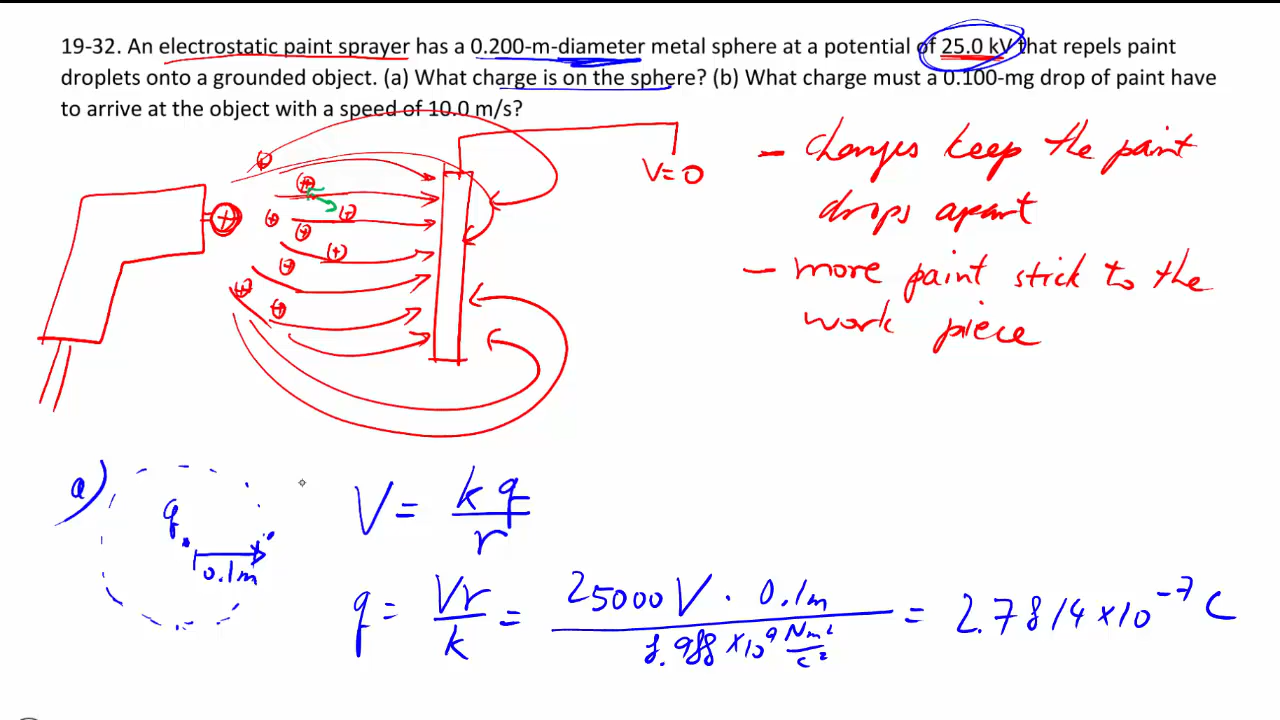 19-32. An electrostatic paint sprayer has a 0.200-m-diameter metal sphere at a potential of 25.0 kV that repels paint
droplets onto a grounded object. (a) What charge is on the sphere? (b) What charge must a 0.100-mg drop of paint have
to arrive at the object with a speed of 10.0 m/s?
V=0
- charges keep the paint
drops apart
- more paint stick to the
work piece
a)
q
0.1m
V = kq/r
q = Vr/k = 25000 V · 0.1m / 8.988 ×10⁹ Nm²/C² = 2.7814 ×10⁻⁷ C